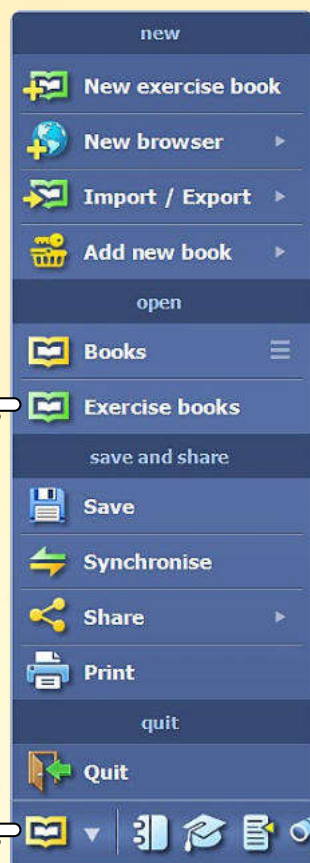 new
New exercise book
New browser
Import / Export
Add new book
open
Books
Exercise books
save and share
Save
Synchronise
Share
Print
quit
Quit